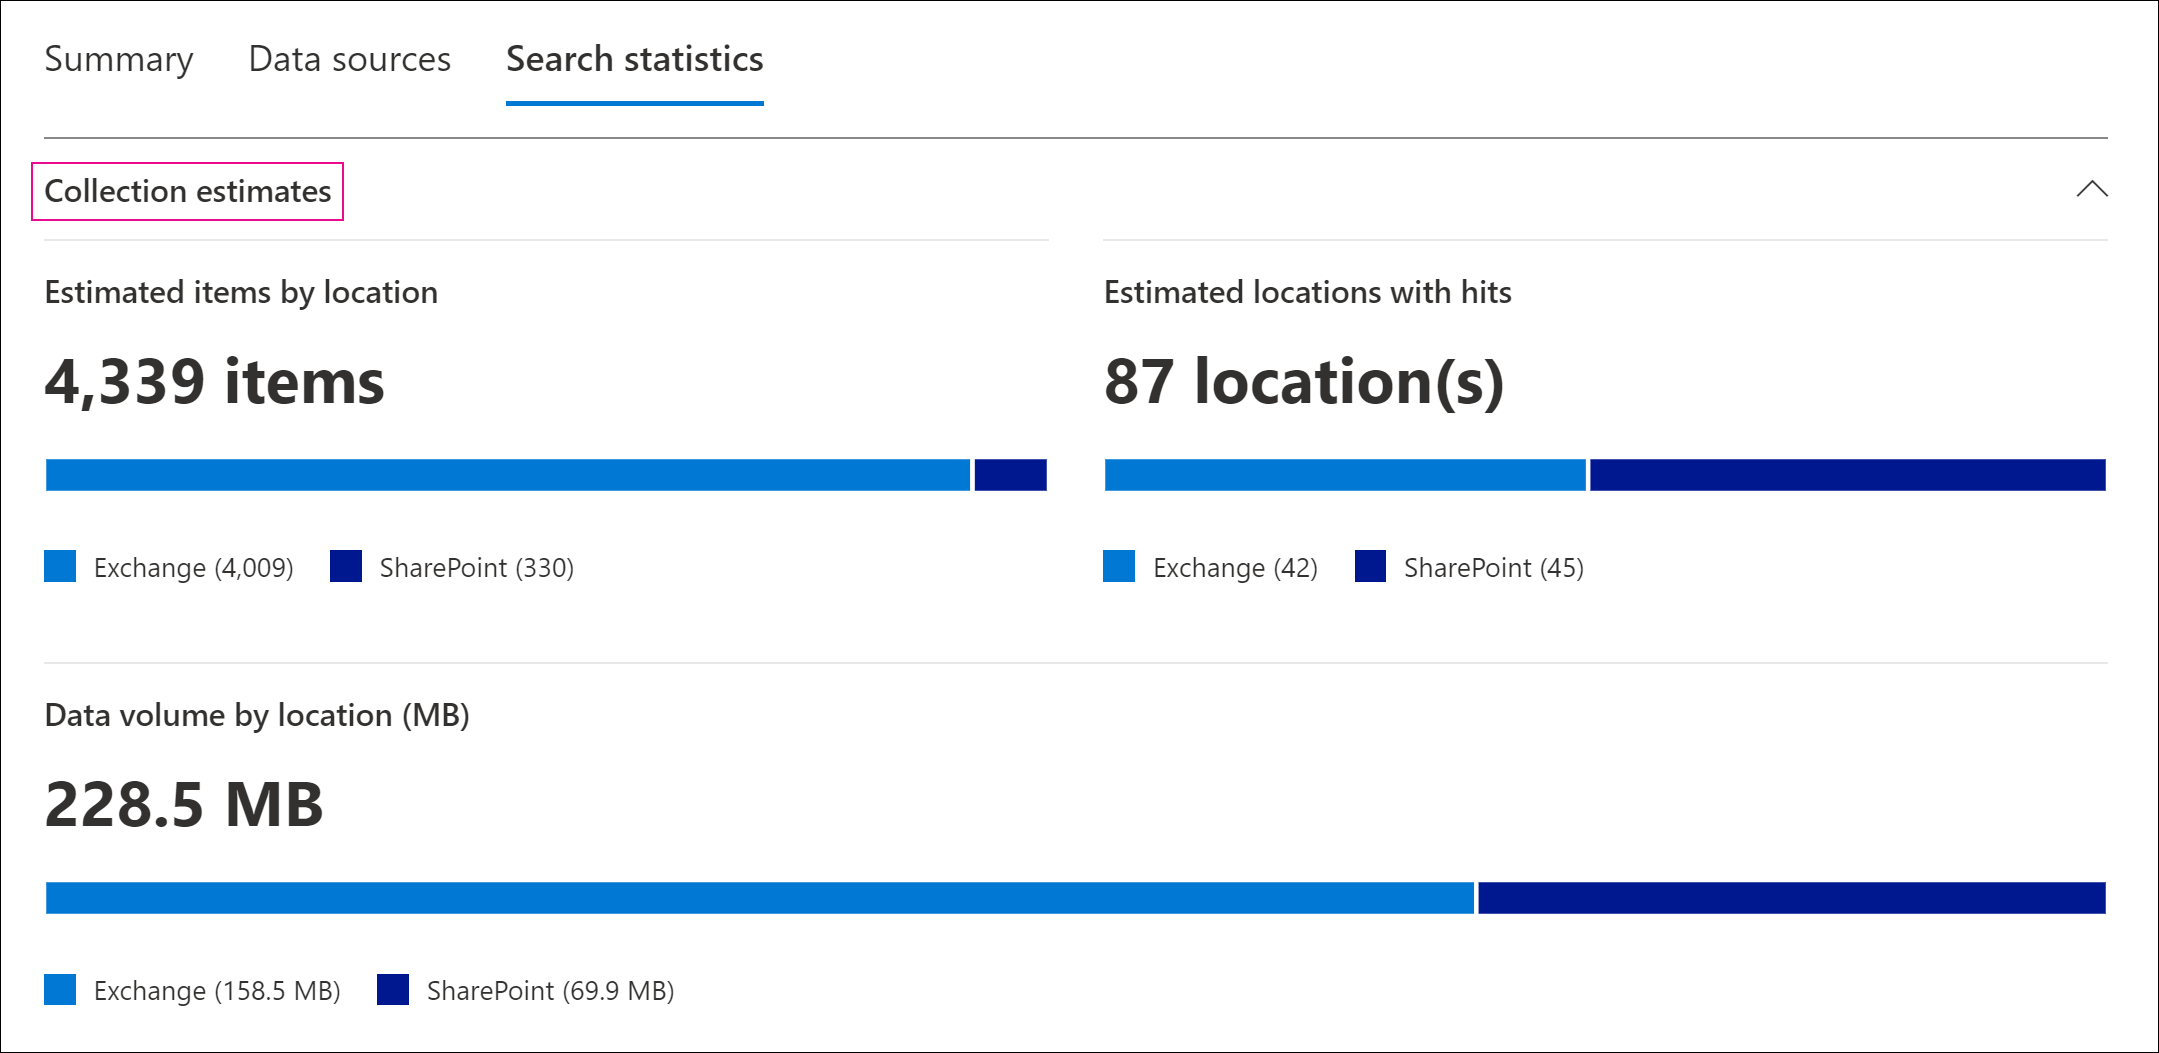 Summary Data sources Search statistics
Collection estimates
Estimated items by location
4,339 items
Exchange (4,009) SharePoint (330)
Estimated locations with hits
87 location(s)
Exchange (42) SharePoint (45)
Data volume by location (MB)
228.5 MB
Exchange (158.5 MB) SharePoint (69.9 MB)